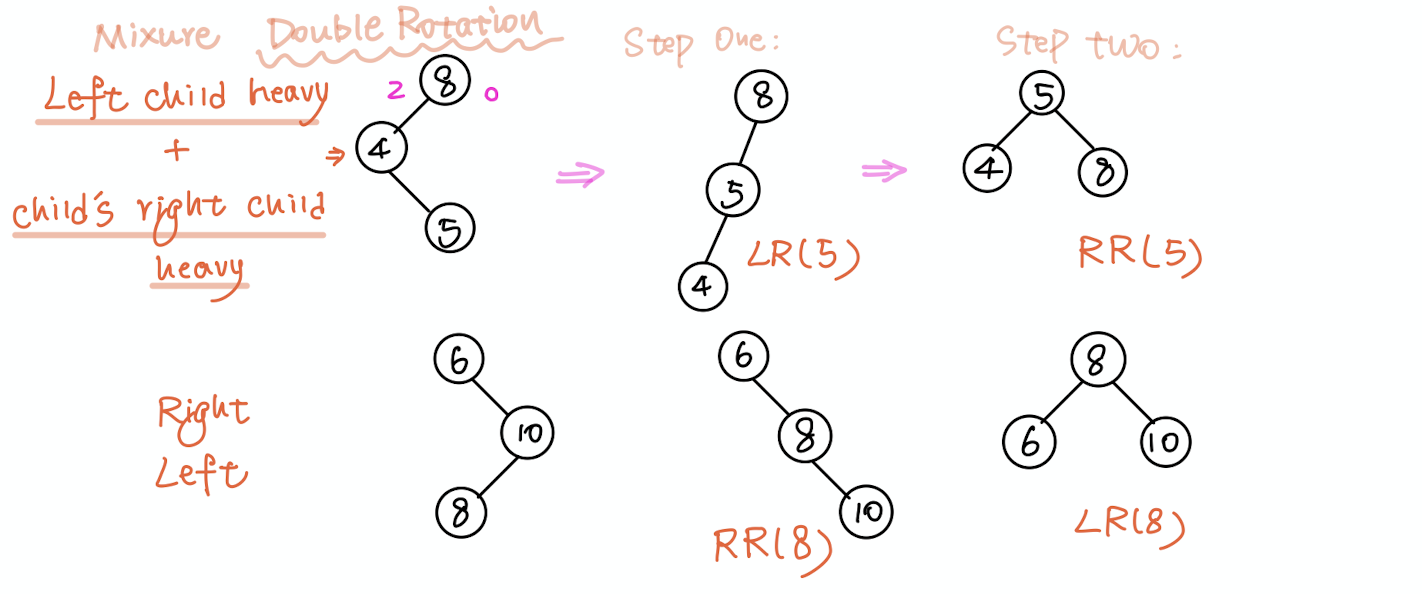 Mixure Double Rotation
Step One:
Step two:
Left child heavy
+
child's right child
heavy
⇒
2 8 0
4
5
⇒
8
5
4
LR(5)
⇒
5
4 8
RR(5)
Right
Left
6
10
8
6
8
10
RR(8)
8
6 10
LR(8)